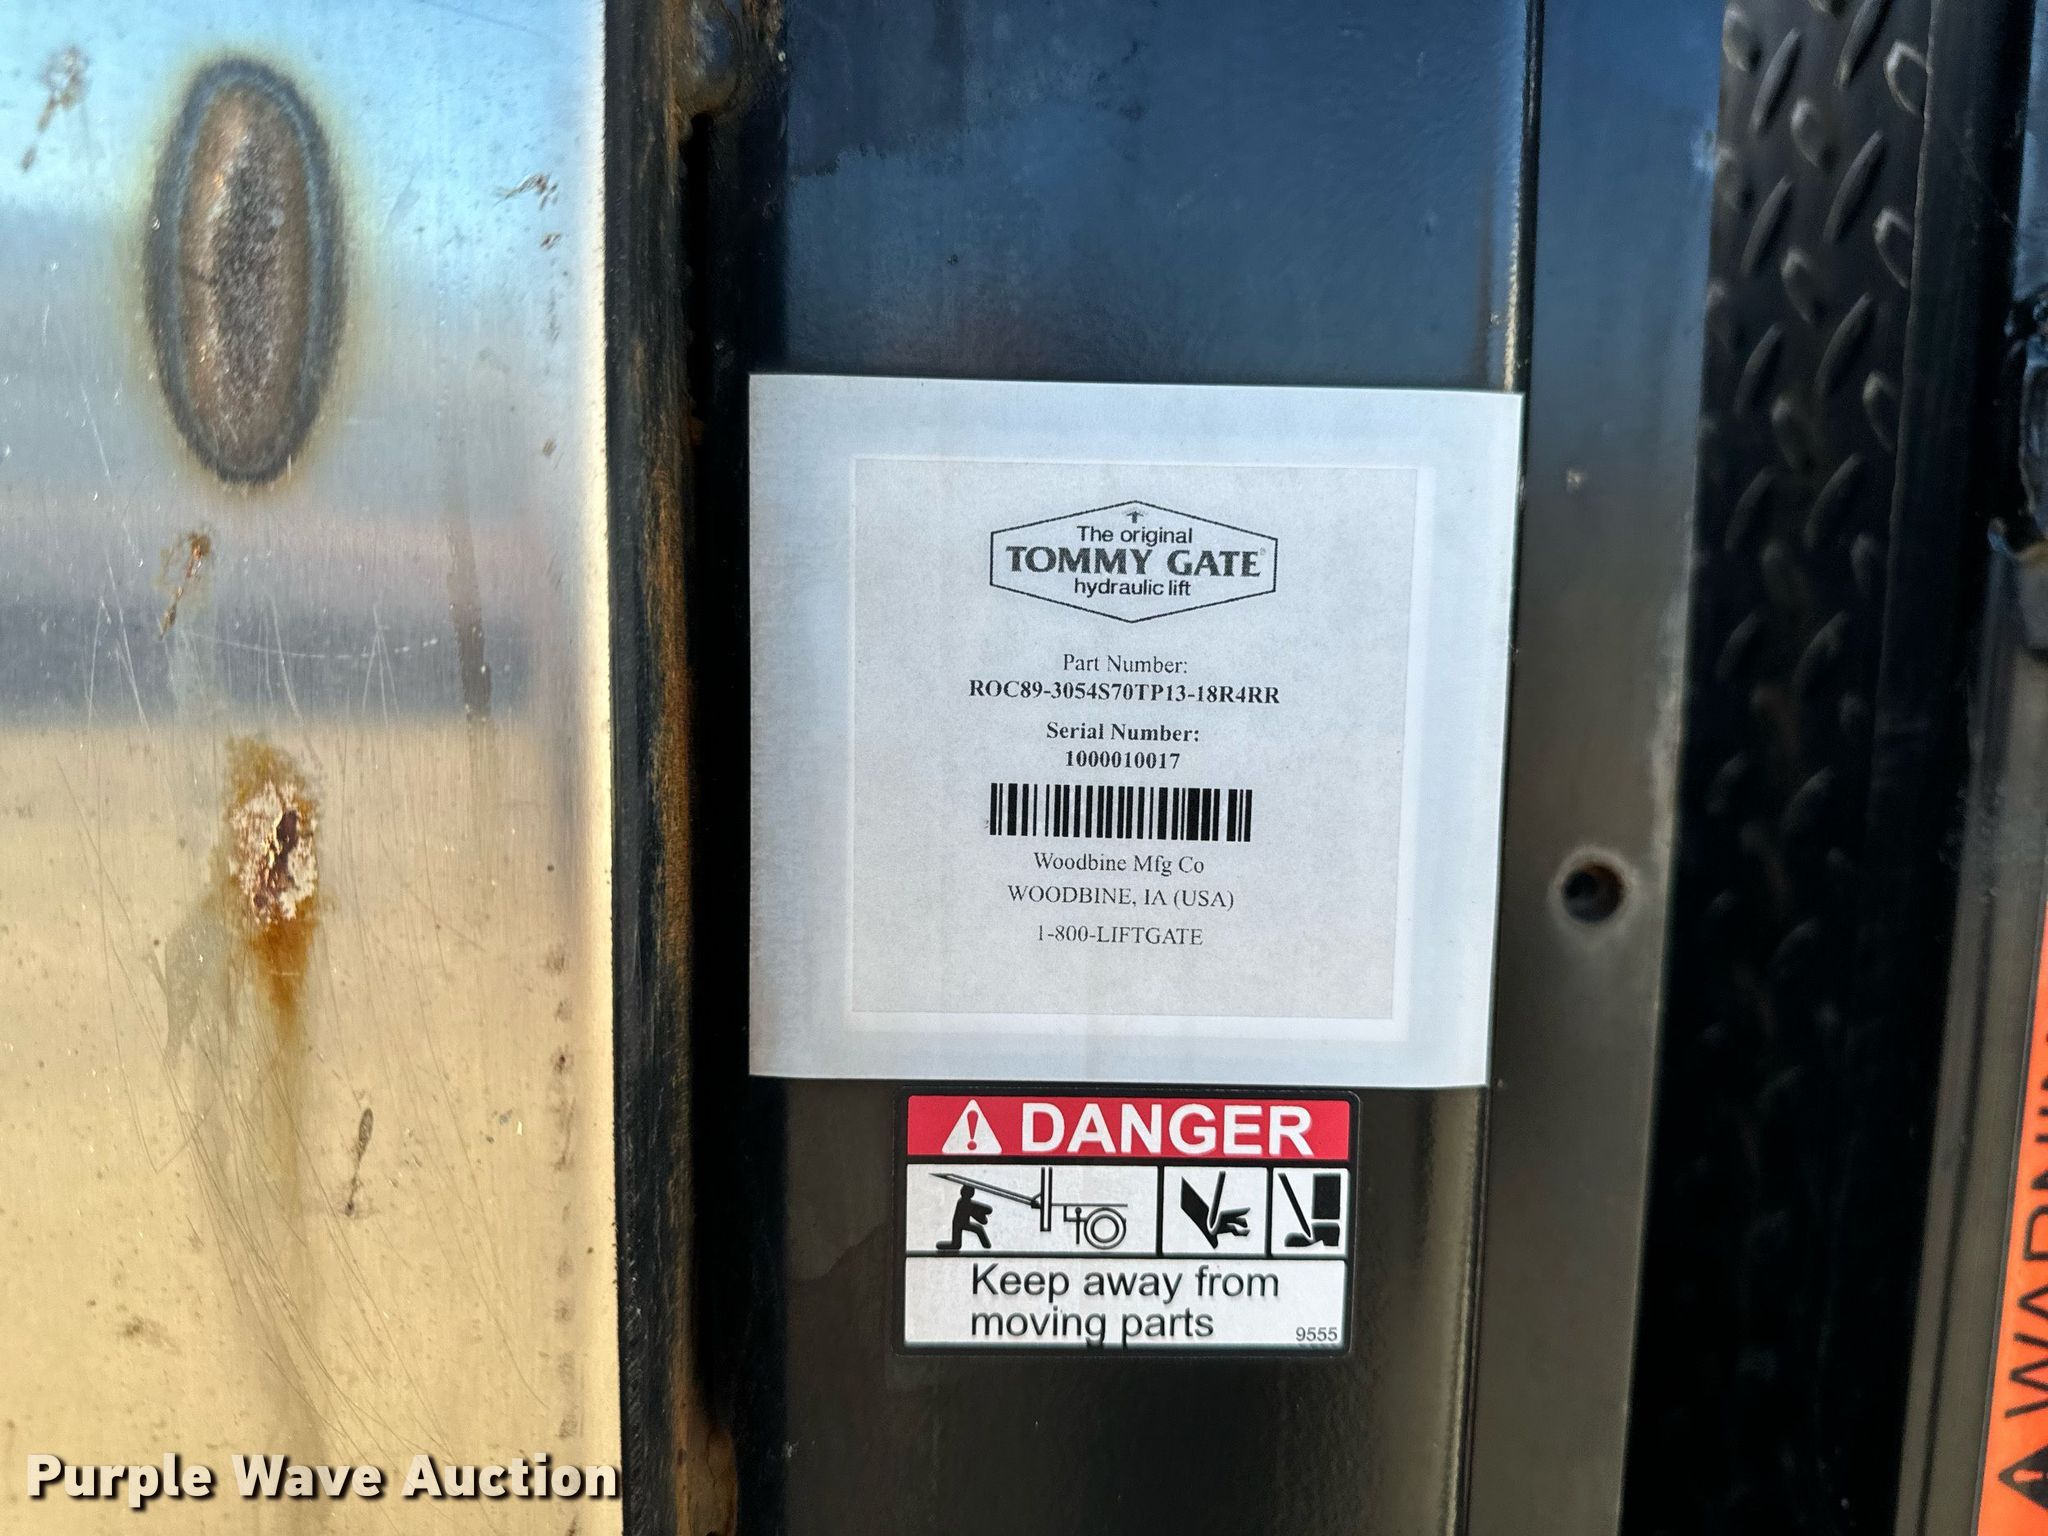 The original
TOMMY GATE®
hydraulic lift
Part Number:
ROC89-3054S70TP13-18R4RR
Serial Number:
1000010017
Woodbine Mfg Co
WOODBINE, IA (USA)
1-800-LIFTGATE
DANGER
Keep away from
moving parts
9555
Purple Wave Auction